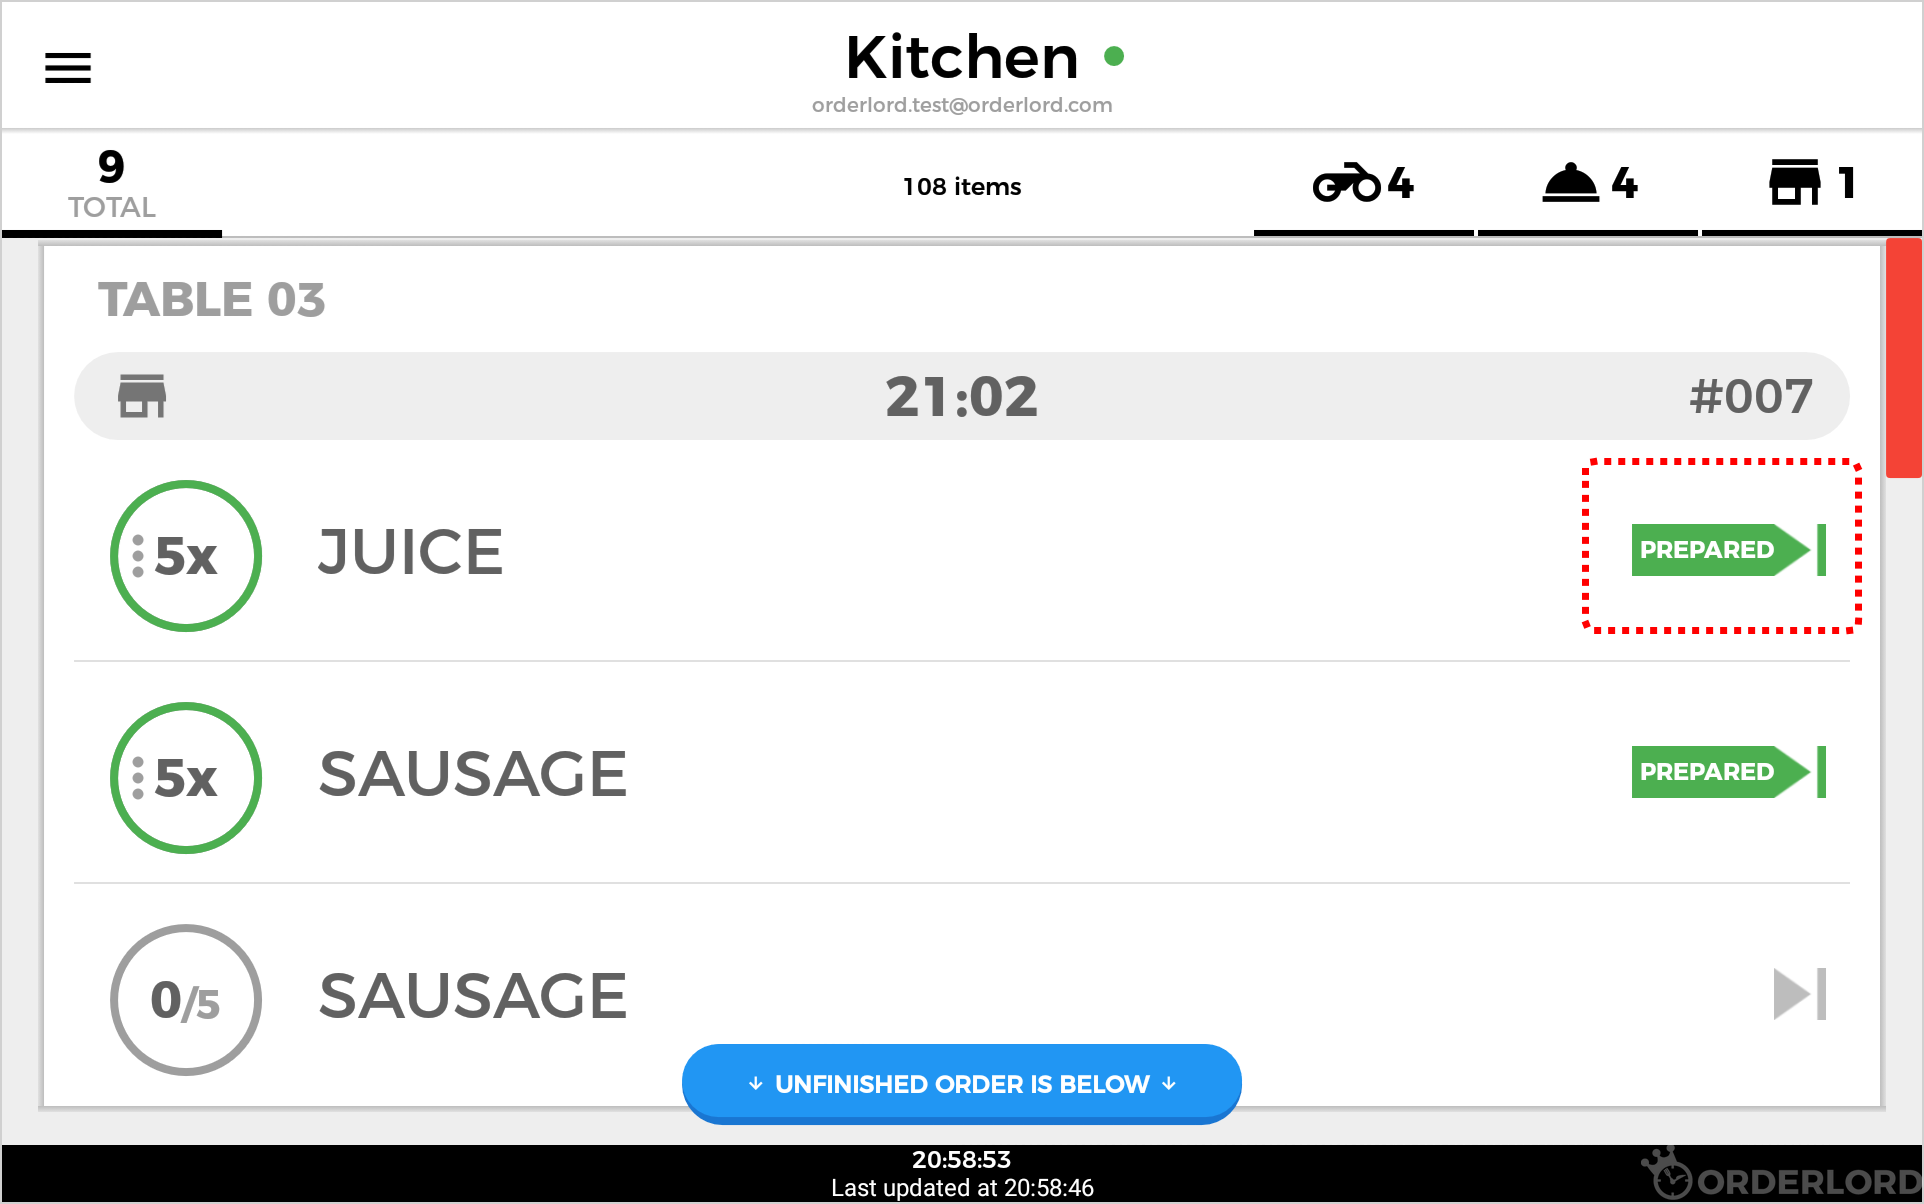 Kitchen
orderlord.test@orderlord.com
9
TOTAL
108 items
4
4
1
TABLE 03
21:02
#007
5x
JUICE
PREPARED
5x
SAUSAGE
PREPARED
0/5
SAUSAGE
↓ UNFINISHED ORDER IS BELOW ↓
20:58:53
Last updated at 20:58:46
ORDERLORD